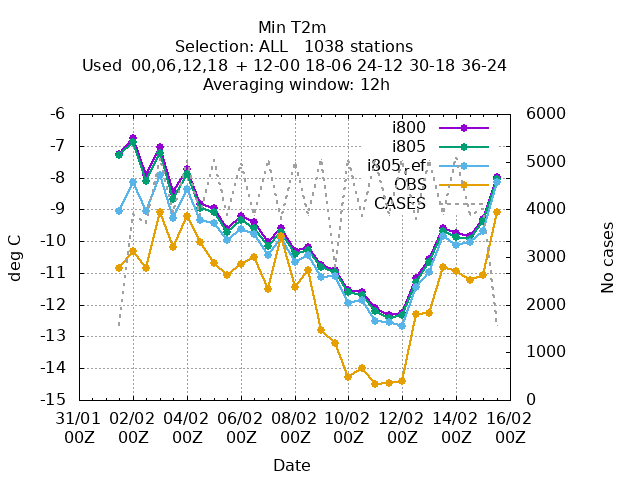 Min T2m
Selection: ALL   1038 stations
Used  00,06,12,18 + 12-00 18-06 24-12 30-18 36-24
Averaging window: 12h
deg C
-6
-7
-8
-9
-10
-11
-12
-13
-14
-15
i800
i805
i805_ref
OBS
CASES
6000
5000
4000
3000
2000
1000
0
No cases
31/01 02/02 04/02 06/02 08/02 10/02 12/02 14/02 16/02
00Z 00Z 00Z 00Z 00Z 00Z 00Z 00Z 00Z
Date